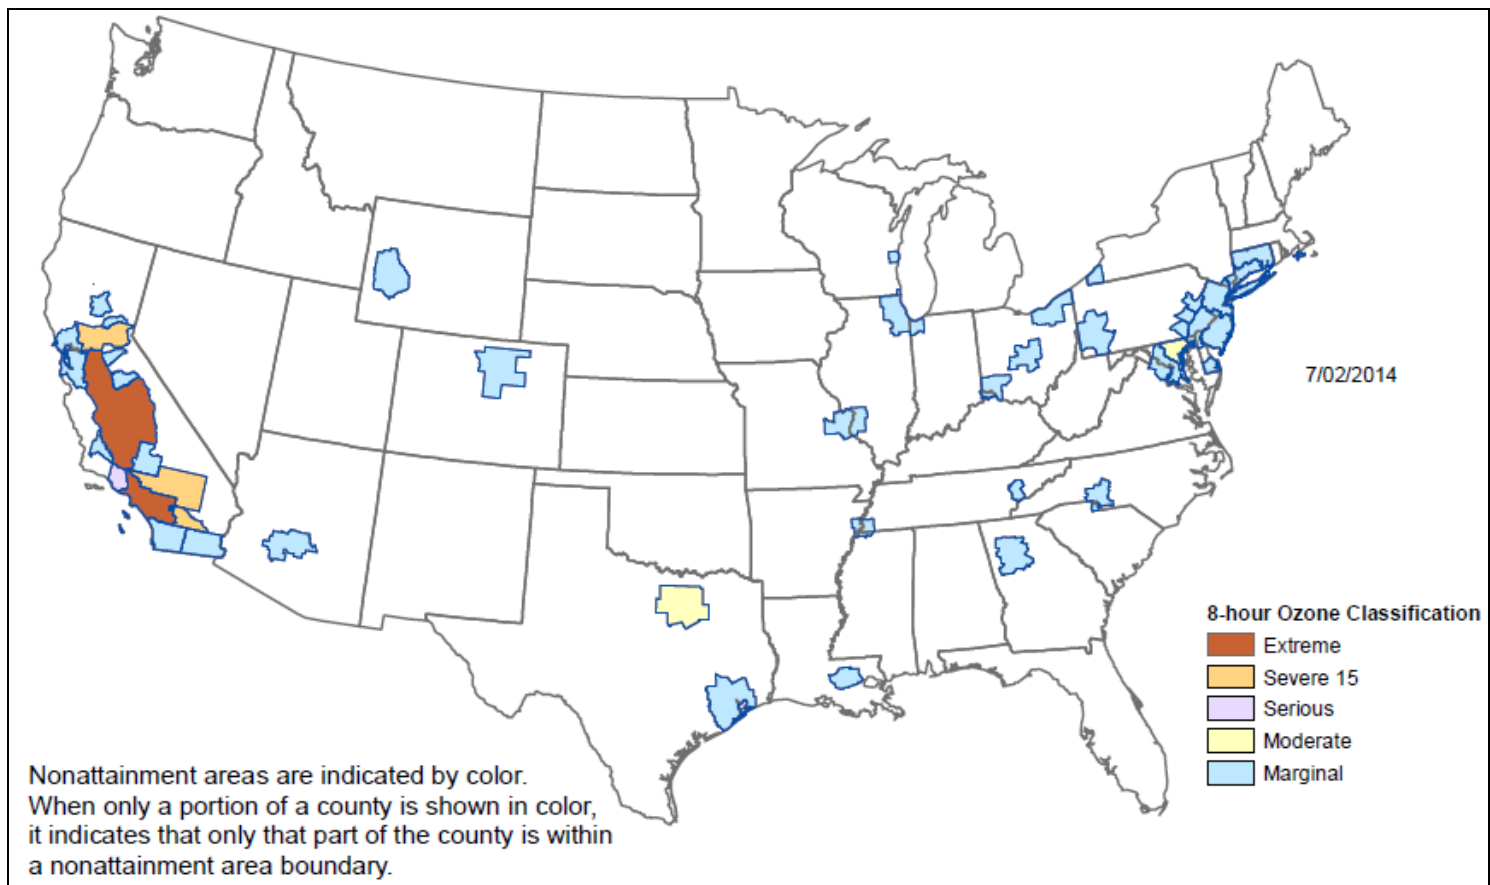 7/02/2014
8-hour Ozone Classification
Extreme
Severe 15
Serious
Moderate
Marginal
Nonattainment areas are indicated by color.
When only a portion of a county is shown in color,
it indicates that only that part of the county is within
a nonattainment area boundary.